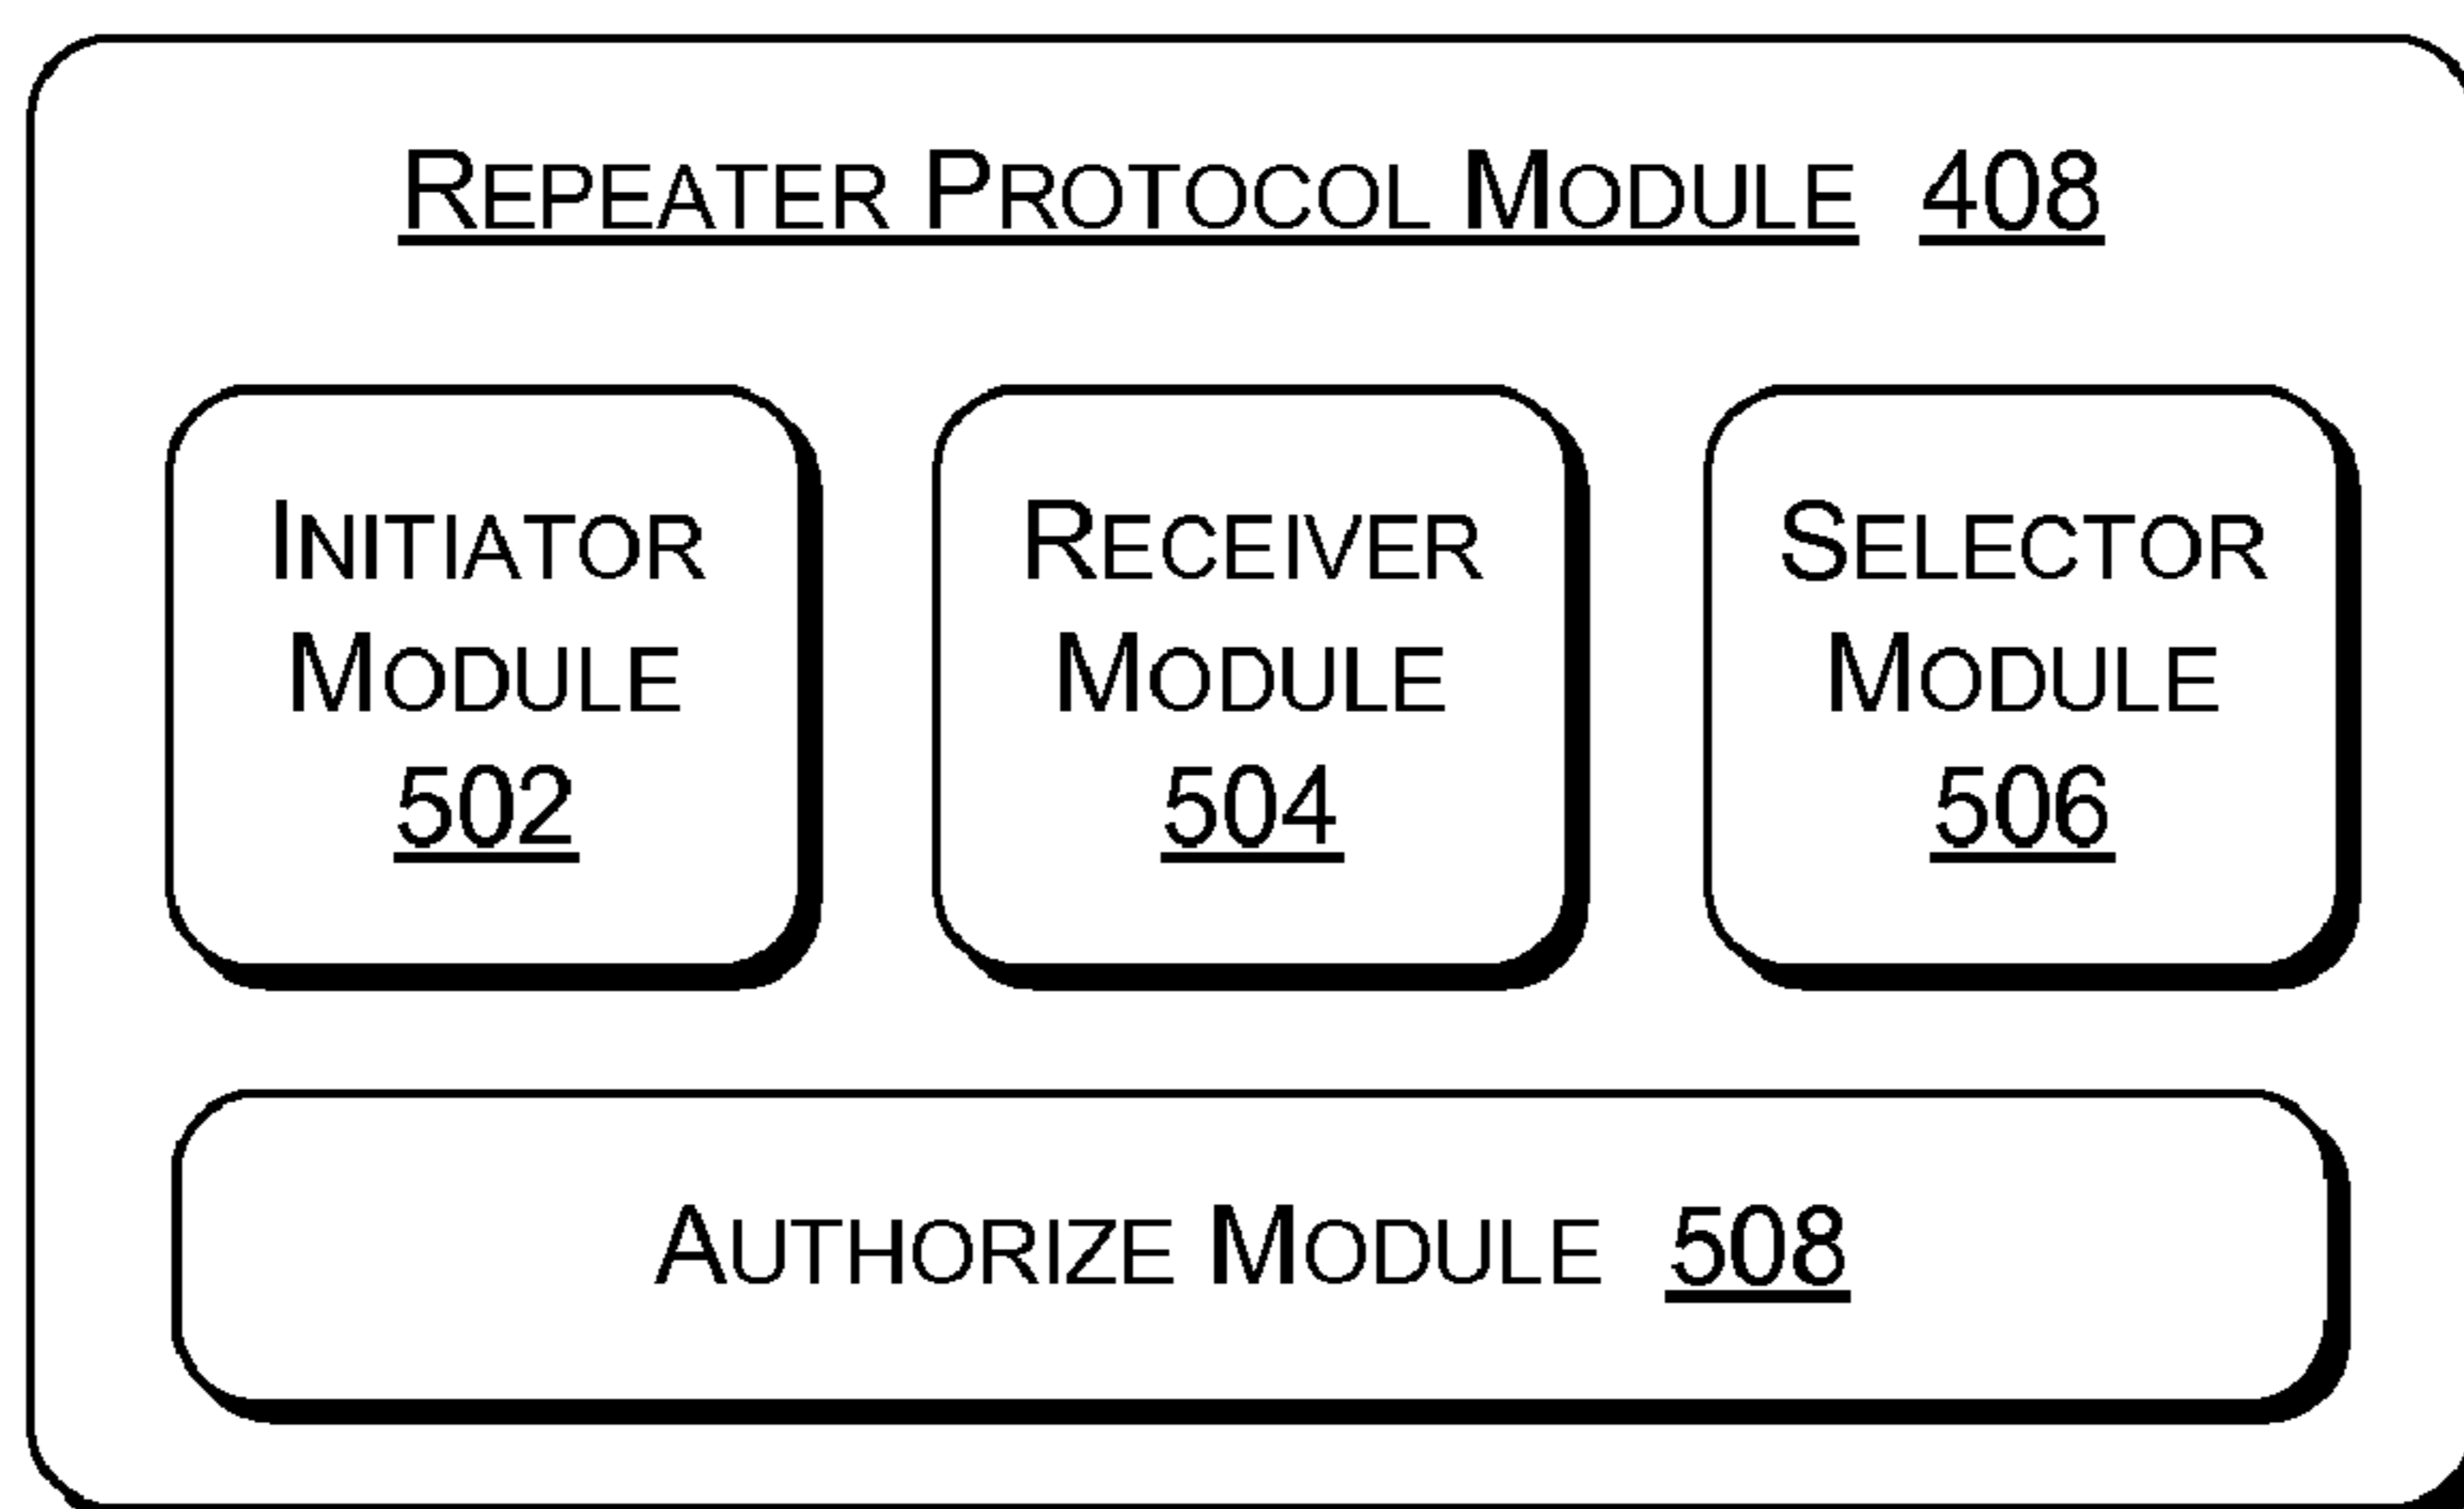 REPEATER PROTOCOL MODULE 408
INITIATOR
MODULE
502
RECEIVER
MODULE
504
SELECTOR
MODULE
506
AUTHORIZE MODULE 508